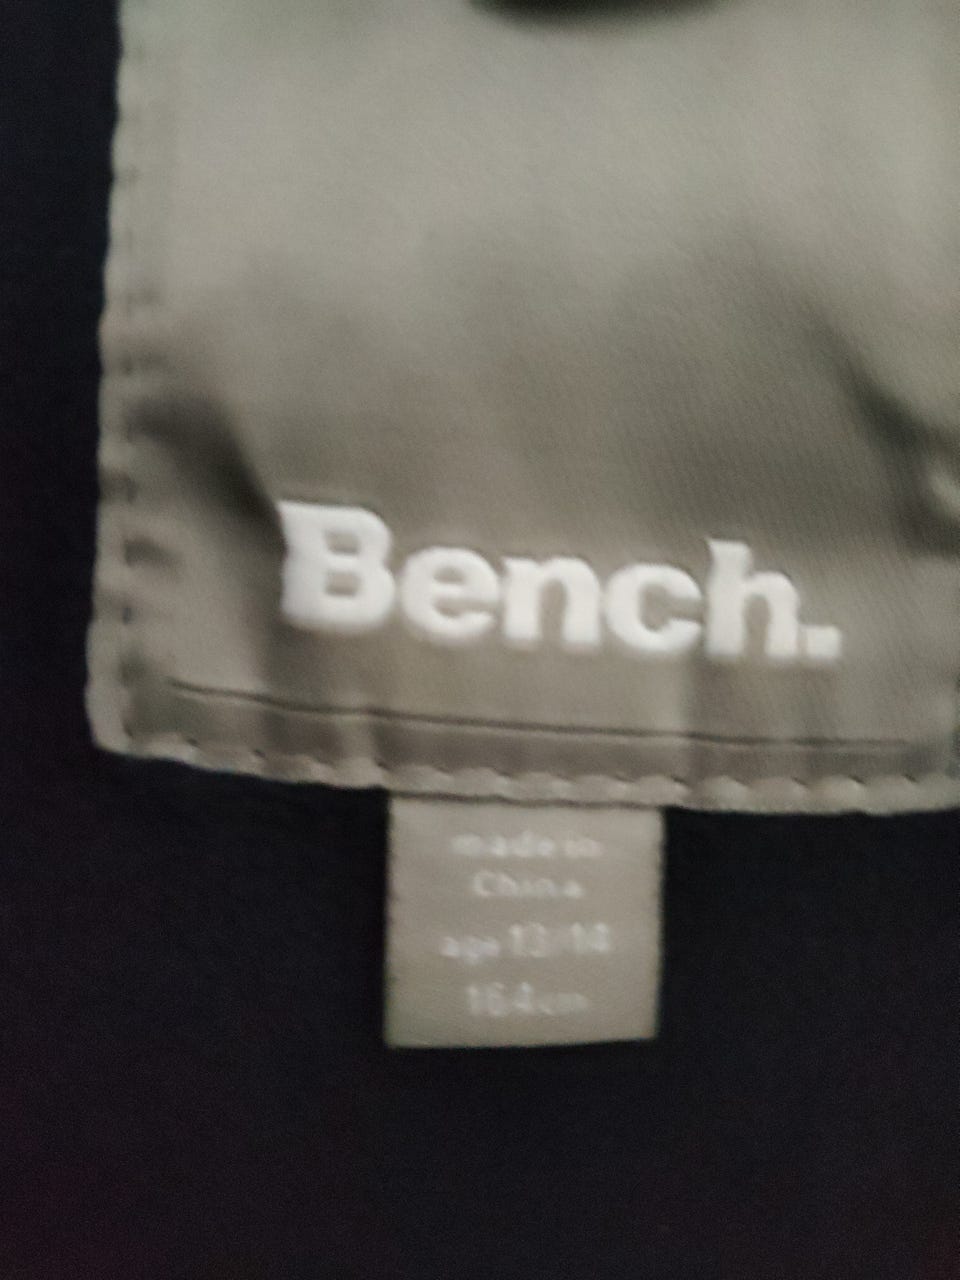 Bench.
made in
China
age 13/14
164cm